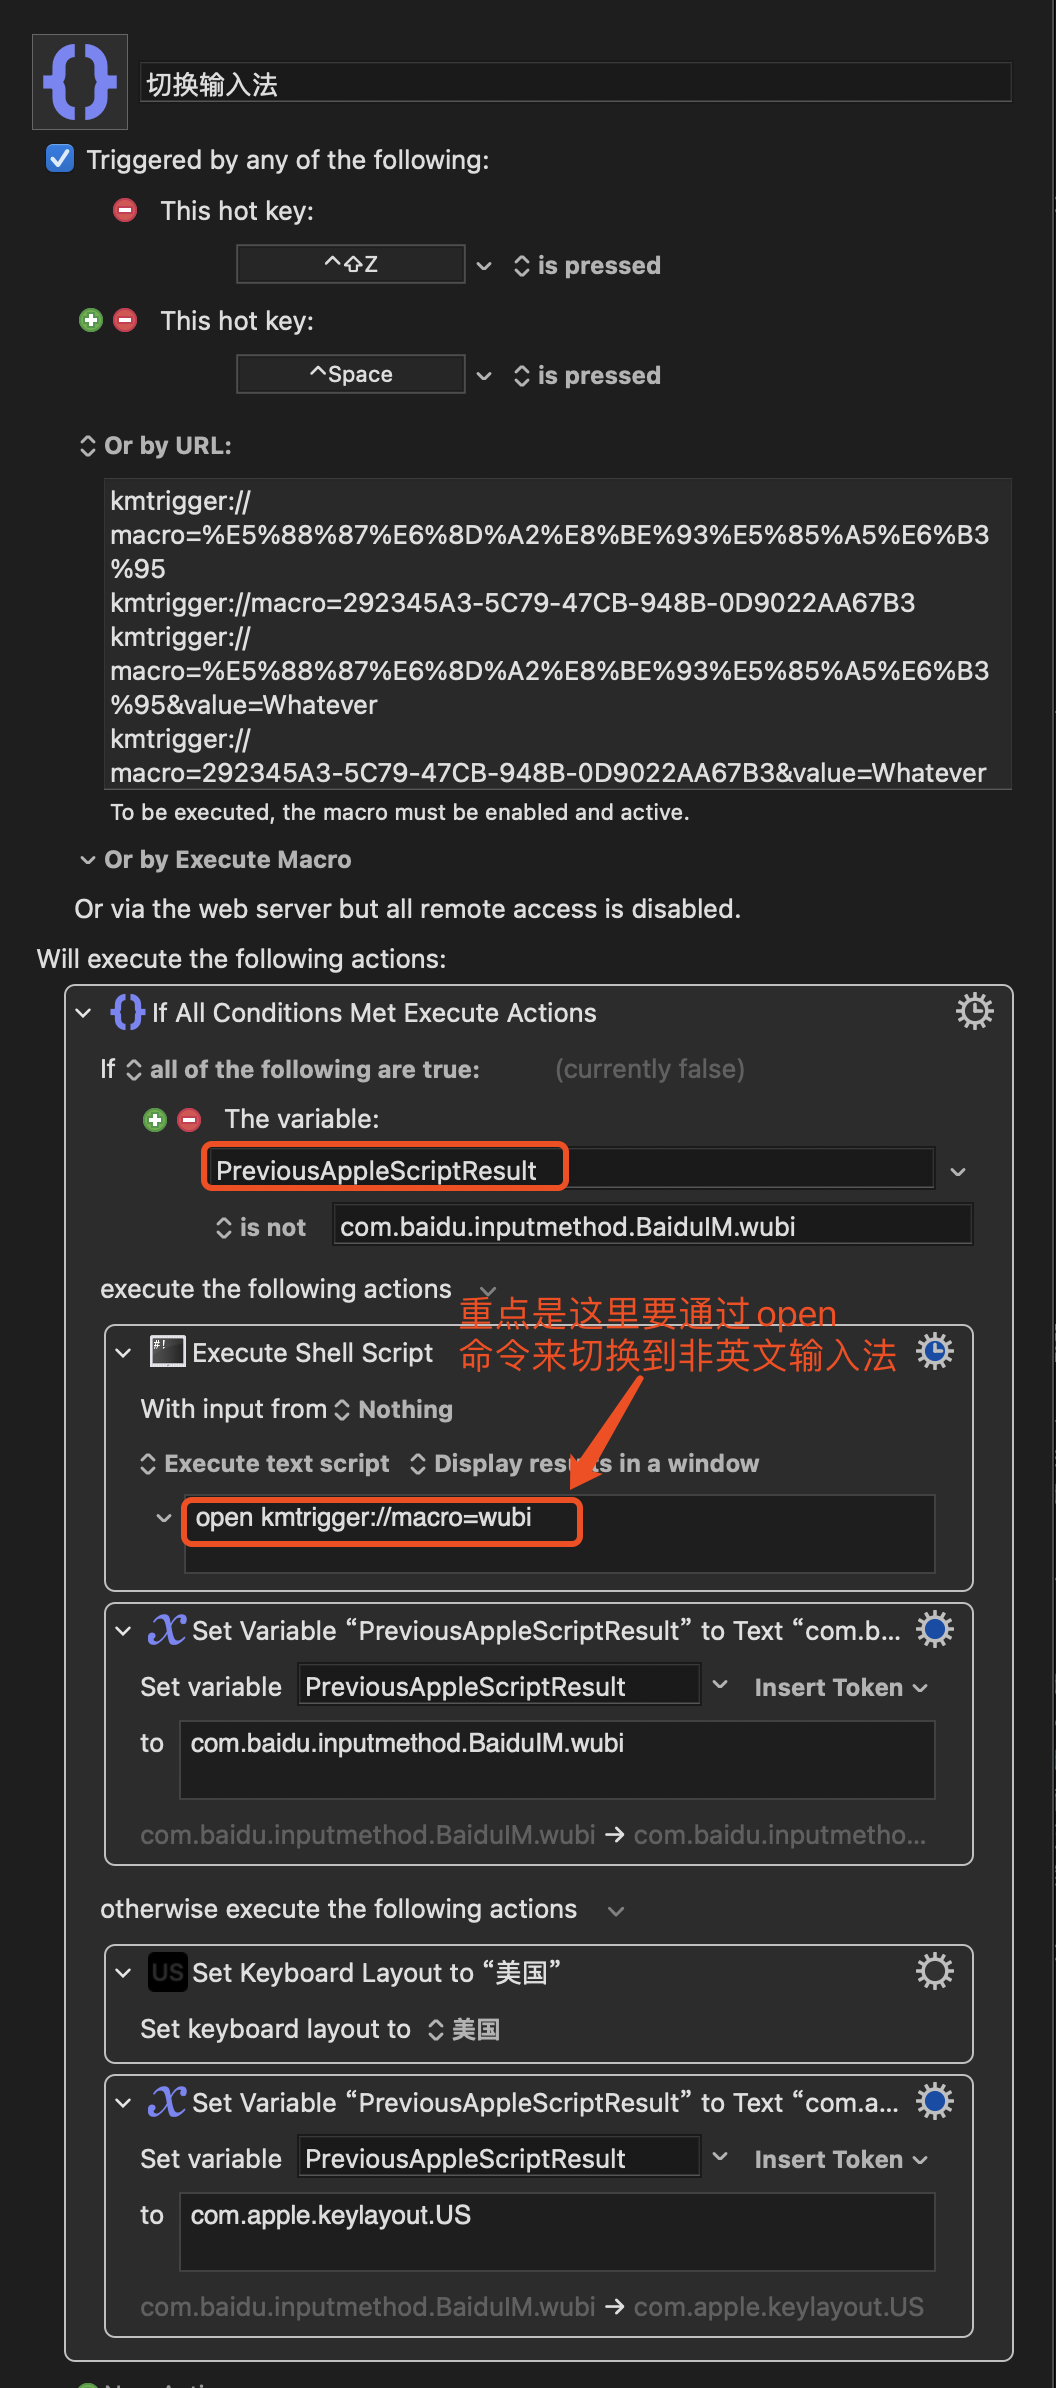 切换输入法
Triggered by any of the following:
This hot key:
^⇧Z
is pressed
This hot key:
^Space
is pressed
Or by URL:
kmtrigger://
macro=%E5%88%87%E6%8D%A2%E8%BE%93%E5%85%A5%E6%B3
%95
kmtrigger://macro=292345A3-5C79-47CB-948B-0D9022AA67B3
kmtrigger://
macro=%E5%88%87%E6%8D%A2%E8%BE%93%E5%85%A5%E6%B3
%95&value=Whatever
kmtrigger://
macro=292345A3-5C79-47CB-948B-0D9022AA67B3&value=Whatever
To be executed, the macro must be enabled and active.
Or by Execute Macro
Or via the web server but all remote access is disabled.
Will execute the following actions:
If All Conditions Met Execute Actions
If all of the following are true: (currently false)
The variable:
PreviousAppleScriptResult
is not com.baidu.inputmethod.BaiduIM.wubi
execute the following actions
重点是这里要通过open
命令来切换到非英文输入法
#!
Execute Shell Script
With input from Nothing
Execute text script Display results in a window
open kmtrigger://macro=wubi
Set Variable “PreviousAppleScriptResult” to Text “com.b...
Set variable PreviousAppleScriptResult Insert Token
to com.baidu.inputmethod.BaiduIM.wubi
com.baidu.inputmethod.BaiduIM.wubi → com.baidu.inputmetho...
otherwise execute the following actions
US Set Keyboard Layout to “美国”
Set keyboard layout to 美国
Set Variable “PreviousAppleScriptResult” to Text “com.a...
Set variable PreviousAppleScriptResult Insert Token
to com.apple.keylayout.US
com.baidu.inputmethod.BaiduIM.wubi → com.apple.keylayout.US